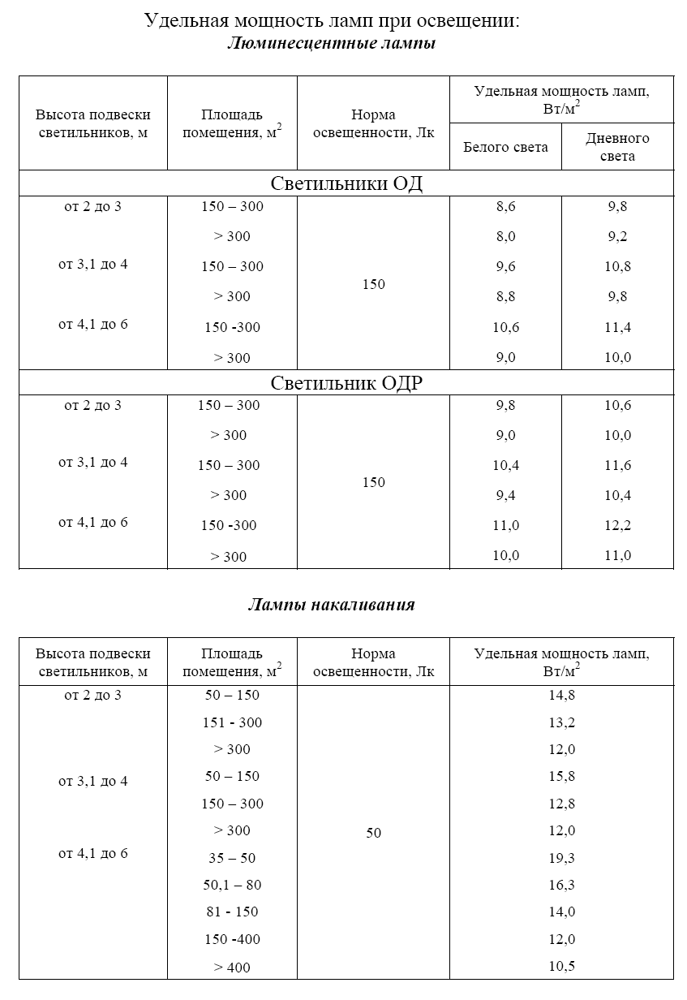 Удельная мощность ламп при освещении:
Люминесцентные лампы
Высота подвески светильников, м | Площадь помещения, м2 | Норма освещенности, Лк | Удельная мощность ламп, Вт/м2
Белого света | Дневного света
Светильники ОД
от 2 до 3 | 150 – 300 | 150 | 8,6 | 9,8
> 300 | 8,0 | 9,2
от 3,1 до 4 | 150 – 300 | 9,6 | 10,8
> 300 | 8,8 | 9,8
от 4,1 до 6 | 150 -300 | 10,6 | 11,4
> 300 | 9,0 | 10,0
Светильник ОДР
от 2 до 3 | 150 – 300 | 150 | 9,8 | 10,6
> 300 | 9,0 | 10,0
от 3,1 до 4 | 150 – 300 | 10,4 | 11,6
> 300 | 9,4 | 10,4
от 4,1 до 6 | 150 -300 | 11,0 | 12,2
> 300 | 10,0 | 11,0
Лампы накаливания
Высота подвески светильников, м | Площадь помещения, м2 | Норма освещенности, Лк | Удельная мощность ламп, Вт/м2
от 2 до 3 | 50 – 150 | 50 | 14,8
151 - 300 | 13,2
> 300 | 12,0
от 3,1 до 4 | 50 – 150 | 15,8
150 – 300 | 12,8
> 300 | 12,0
от 4,1 до 6 | 35 – 50 | 19,3
50,1 – 80 | 16,3
81 - 150 | 14,0
150 -400 | 12,0
> 400 | 10,5